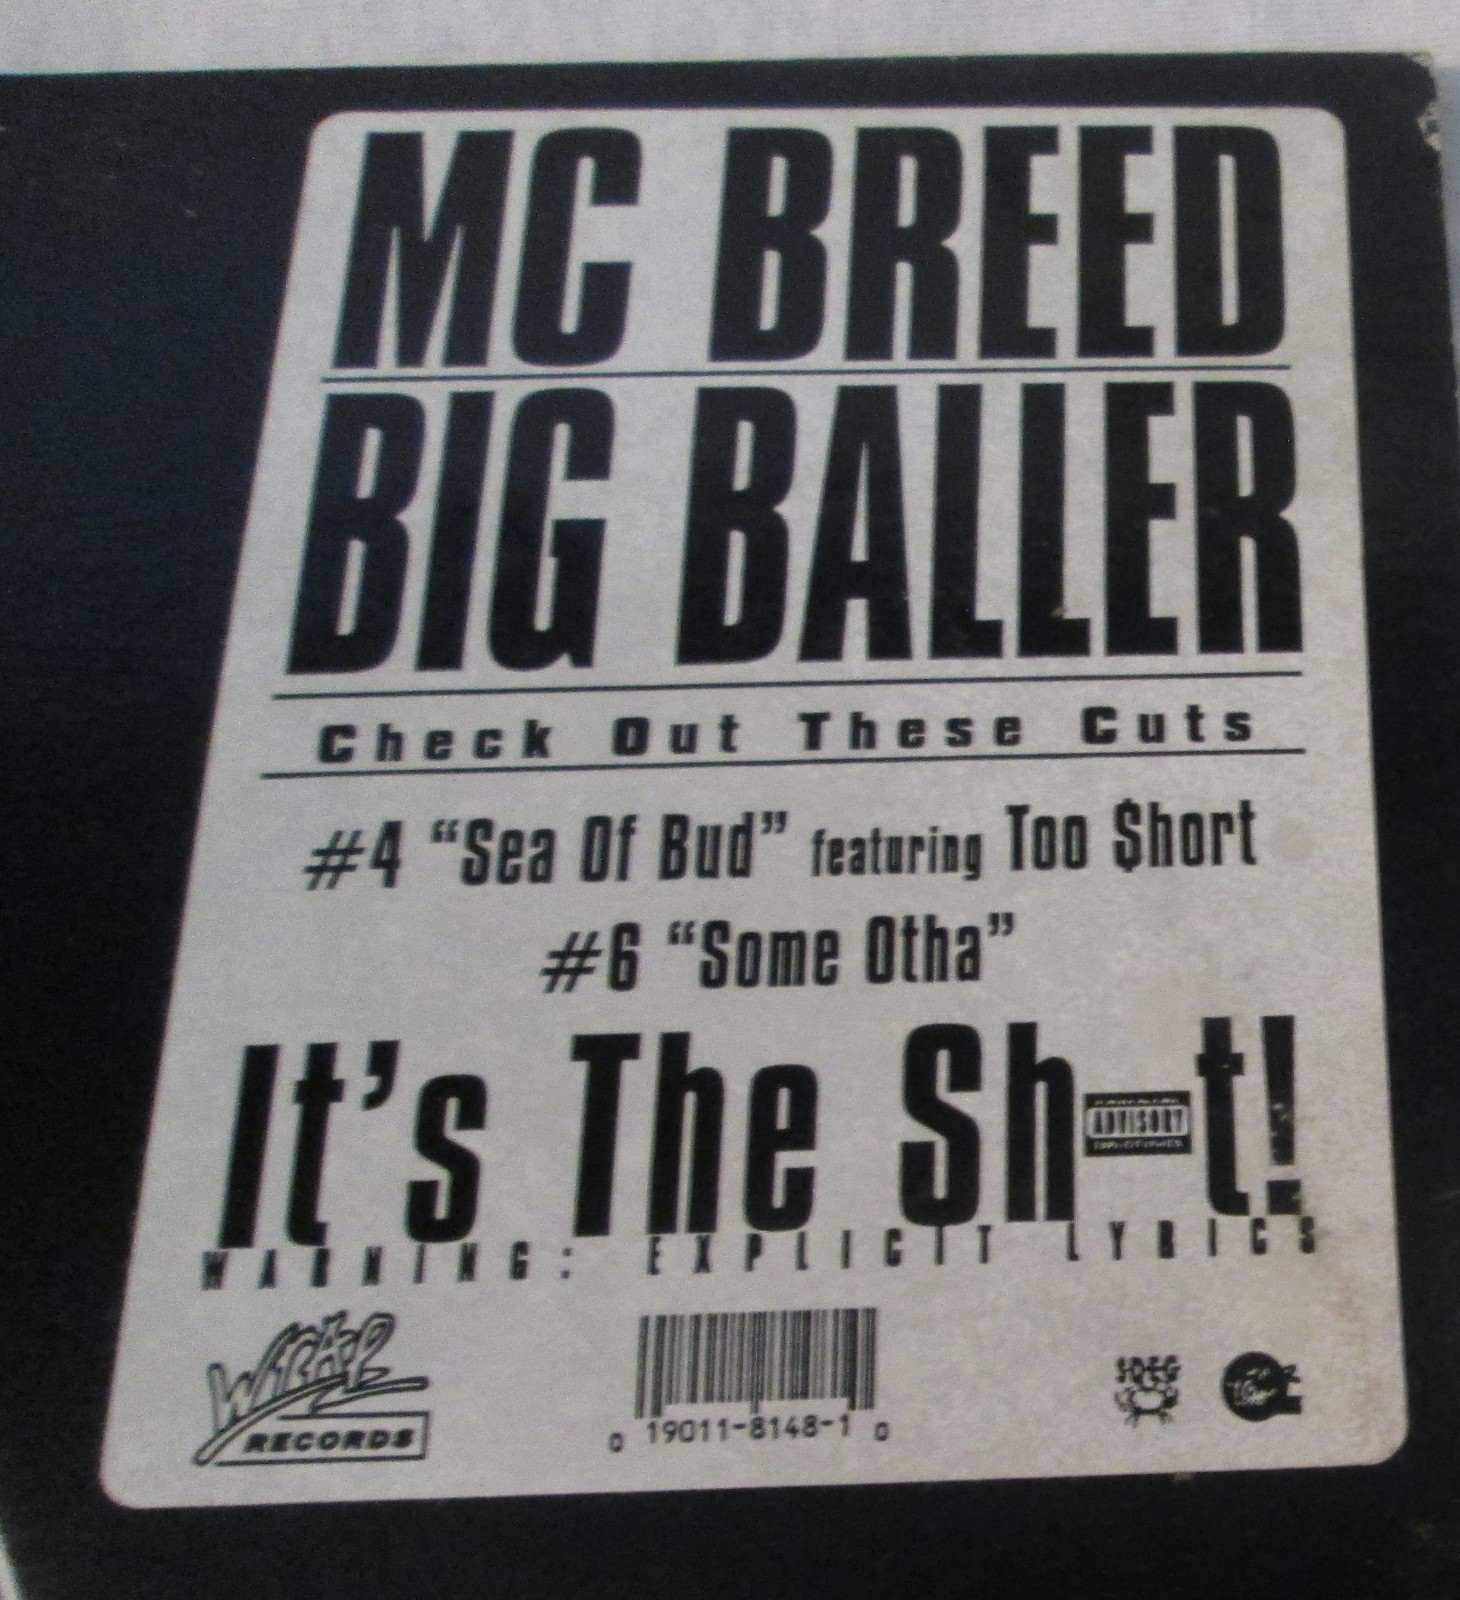 MC BREED
BIG BALLER
Check Out These Cuts
#4 “Sea Of Bud” featuring Too $hort
#6 “Some Otha”
It's The Sh-t!
ADVISORY
WARNING: EXPLICIT LYRICS
WRAP
RECORDS
0 19011-8148-1 0
S·D·E·G